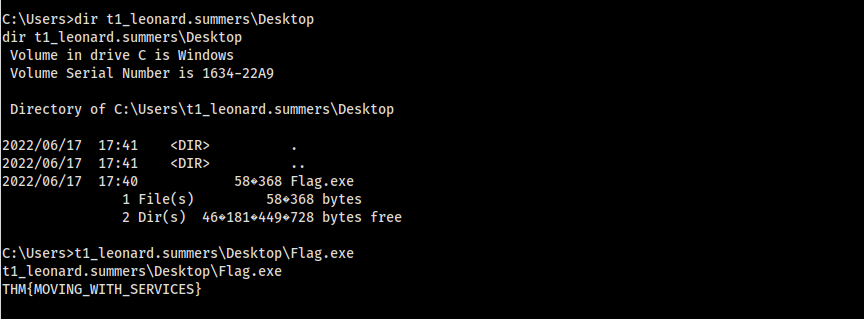 C:\Users>dir t1_leonard.summers\Desktop
dir t1_leonard.summers\Desktop
 Volume in drive C is Windows
 Volume Serial Number is 1634-22A9

 Directory of C:\Users\t1_leonard.summers\Desktop

2022/06/17  17:41    <DIR>          .
2022/06/17  17:41    <DIR>          ..
2022/06/17  17:40            58�368 Flag.exe
               1 File(s)         58�368 bytes
               2 Dir(s)  46�181�449�728 bytes free

C:\Users>t1_leonard.summers\Desktop\Flag.exe
t1_leonard.summers\Desktop\Flag.exe
THM{MOVING_WITH_SERVICES}